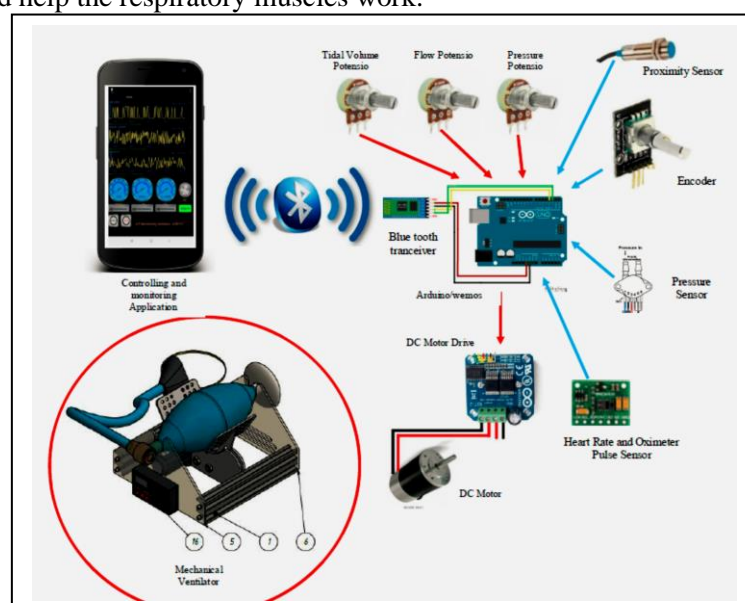 d help the respiratory muscles work.
Tidal Volume
Potensio
Flow Potensio
Pressure
Potensio
Proximity Sensor
Encoder
Blue tooth
tranceiver
Pressure
Sensor
Controlling and
monitoring
Application
Arduino/wemos
DC Motor Drive
Heart Rate and Oximeter
Pulse Sensor
DC Motor
16
5
1
6
Mechanical
Ventilator